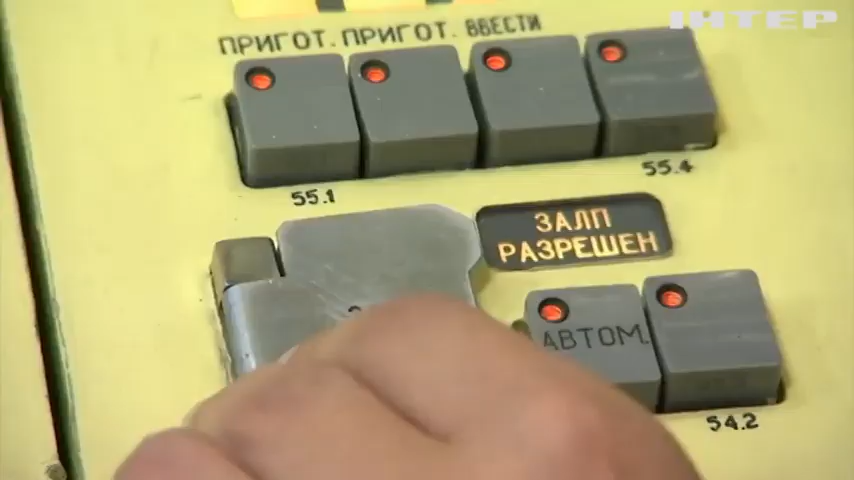 ІНТЕР
ПРИГОТ. ПРИГОТ. ВВЕСТИ
55.1
55.4
ЗАЛП
РАЗРЕШЕН
АВТОМ.
54.2